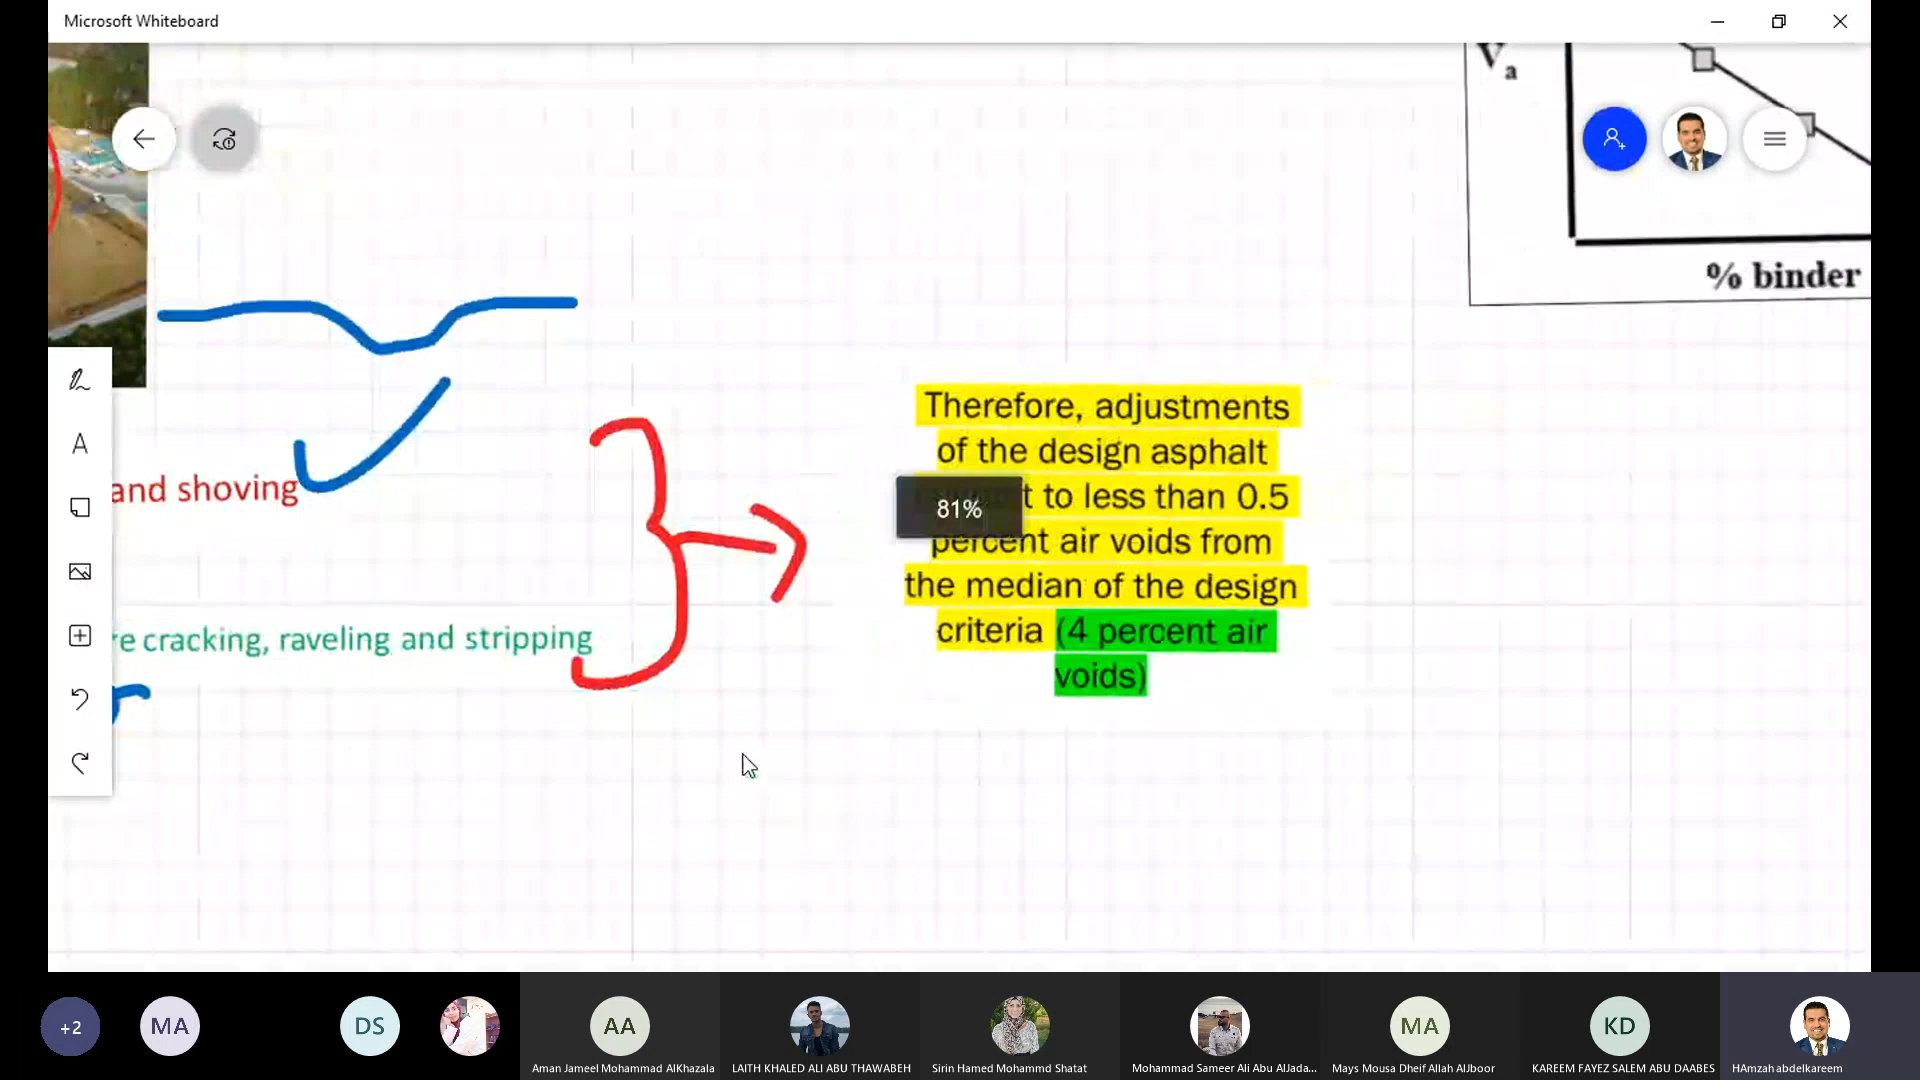 Microsoft Whiteboard
Va
% binder
Therefore, adjustments
of the design asphalt
t to less than 0.5
81%
percent air voids from
the median of the design
criteria (4 percent air
voids)
and shoving
re cracking, raveling and stripping
A
+2
MA
DS
AA
MA
KD
Aman Jameel Mohammad AlKhazala
LAITH KHALED ALI ABU THAWABEH
Sirin Hamed Mohammd Shatat
Mohammad Sameer Ali Abu AlJada...
Mays Mousa Dheif Allah AlJboor
KAREEM FAYEZ SALEM ABU DAABES
HAmzah abdelkareem